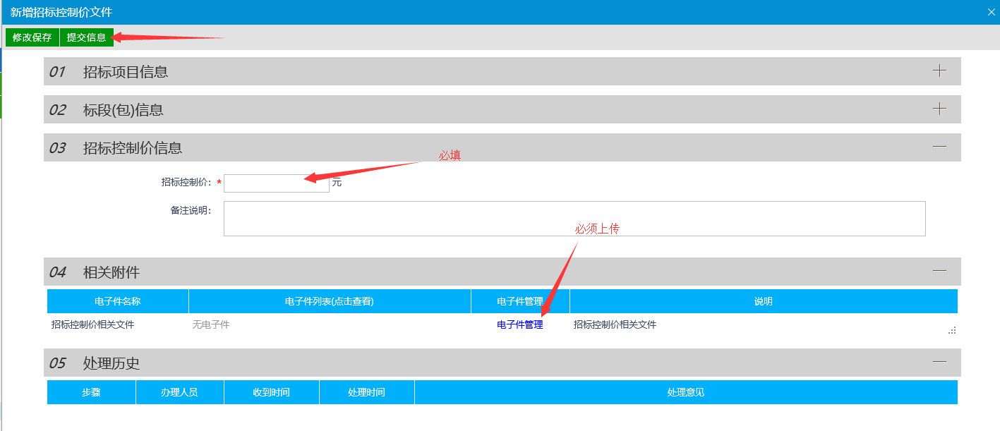 新增招标控制价文件
修改保存 提交信息
01 招标项目信息
02 标段(包)信息
03 招标控制价信息
必填
招标控制价: * 元
备注说明:
必须上传
04 相关附件
电子件名称 电子件列表(点击查看) 电子件管理 说明
招标控制价相关文件 无电子件 电子件管理 招标控制价相关文件
05 处理历史
步骤 办理人员 收到时间 处理时间 处理意见